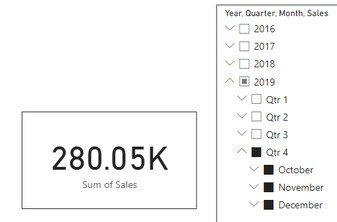 Year, Quarter, Month, Sales
2016
2017
2018
2019
Qtr 1
Qtr 2
Qtr 3
Qtr 4
October
November
December
280.05K
Sum of Sales